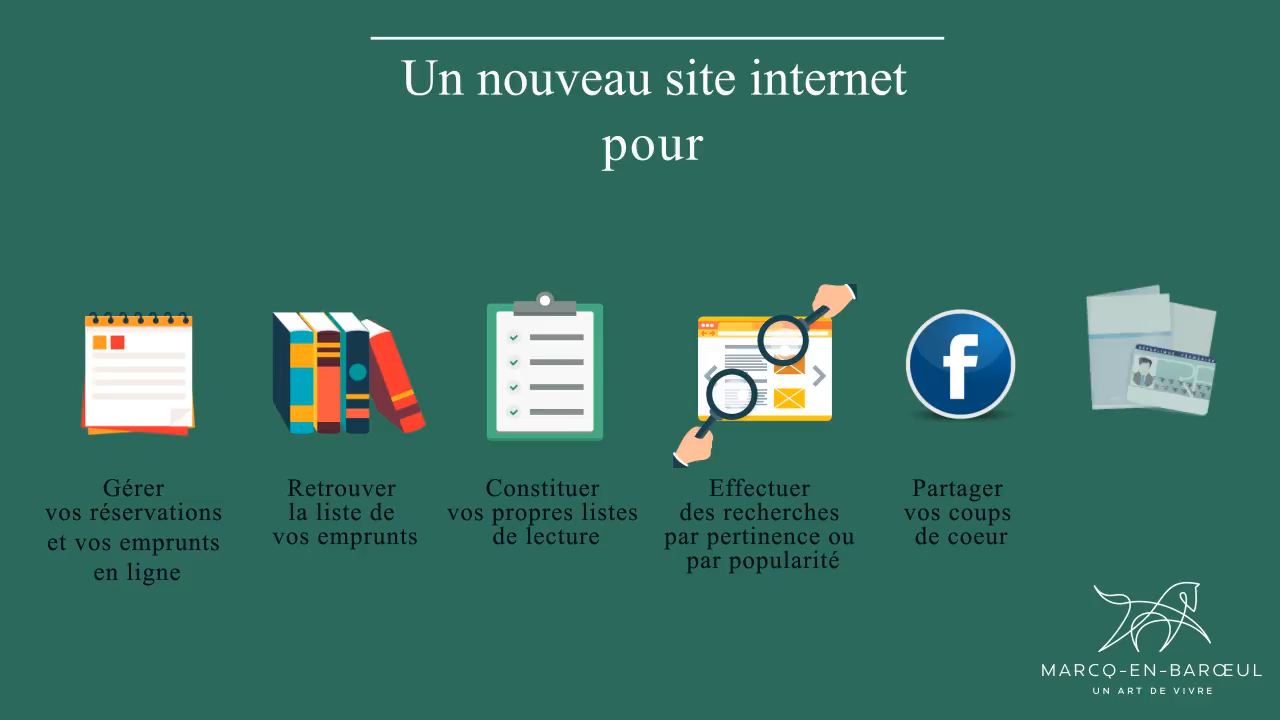 Un nouveau site internet
pour
Gérer
vos réservations
et vos emprunts
en ligne
Retrouver
la liste de
vos emprunts
Constituer
vos propres listes
de lecture
Effectuer
des recherches
par pertinence ou
par popularité
f
Partager
vos coups
de coeur
MARCQ-EN-BARŒUL
UN ART DE VIVRE